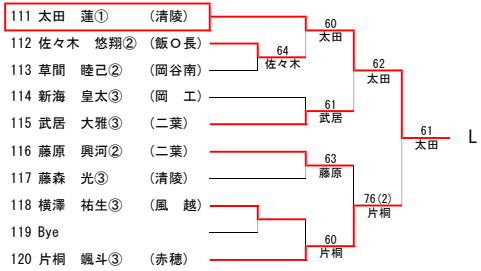 111 太田 蓮① (清陵)
60
太田
112 佐々木 悠翔② (飯O長)
64
佐々木
62
太田
113 草間 睦己② (岡谷南)
114 新海 皇太③ (岡 工)
61
武居
115 武居 大雅③ (二葉)
61
太田
L
116 藤原 興河② (二葉)
63
藤原
117 藤森 光③ (清陵)
76(2)
片桐
118 横澤 祐生③ (風 越)
119 Bye
60
片桐
120 片桐 颯斗③ (赤穂)